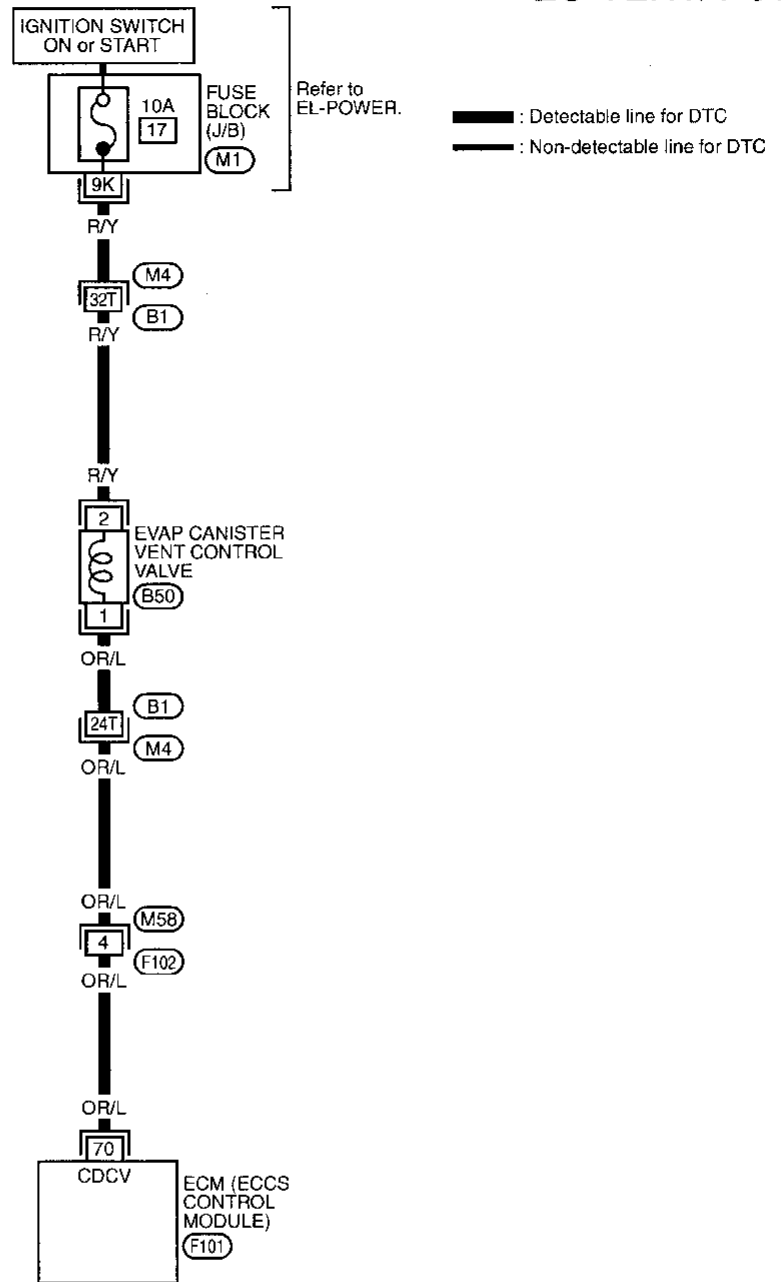 IGNITION SWITCH
ON or START
FUSE
BLOCK
(J/B)
M1
10A
17
Refer to
EL-POWER.
: Detectable line for DTC
: Non-detectable line for DTC
9K
R/Y
M4
32T
B1
R/Y
R/Y
2
EVAP CANISTER
VENT CONTROL
VALVE
B50
1
OR/L
B1
24T
M4
OR/L
OR/L
M58
4
F102
OR/L
OR/L
70
CDCV
ECM (ECCS
CONTROL
MODULE)
F101